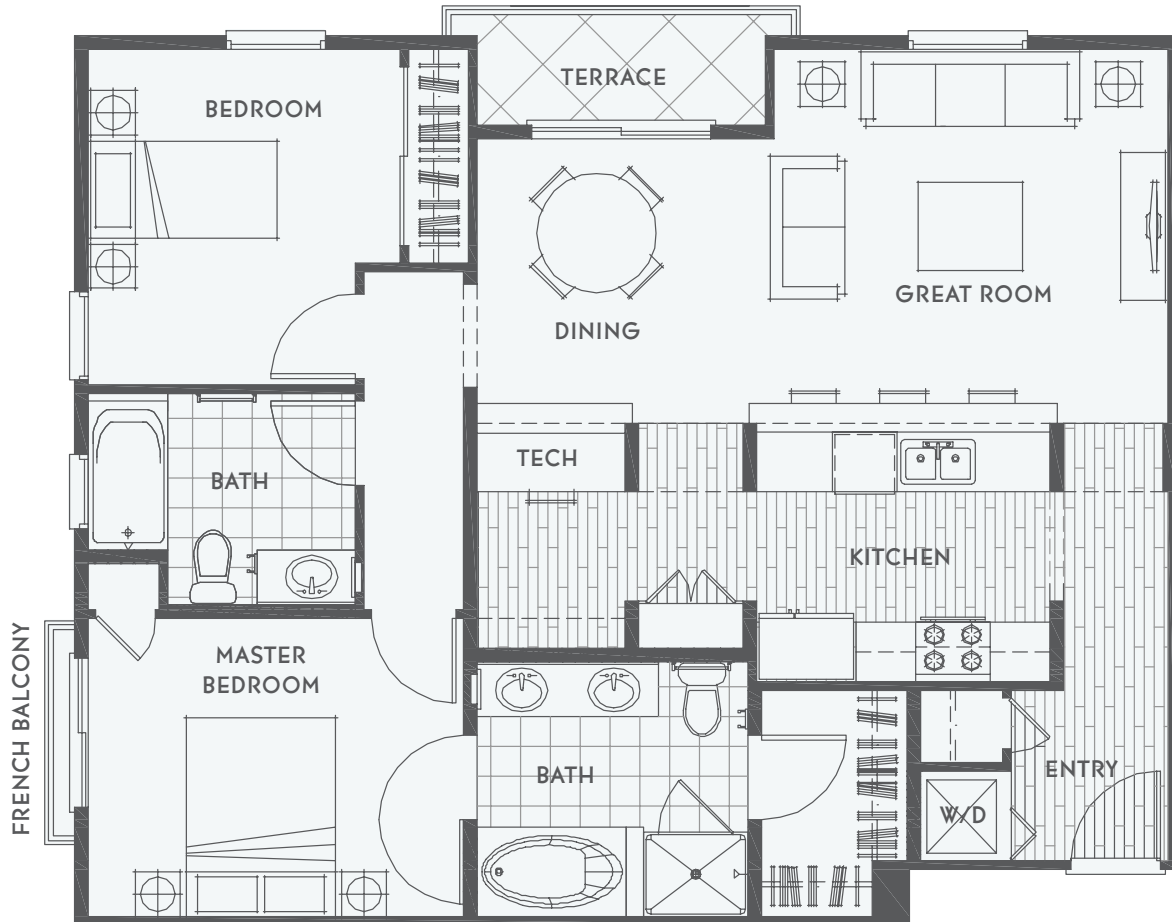 TERRACE
BEDROOM
GREAT ROOM
DINING
TECH
BATH
KITCHEN
MASTER
BEDROOM
FRENCH BALCONY
BATH
ENTRY
W/D